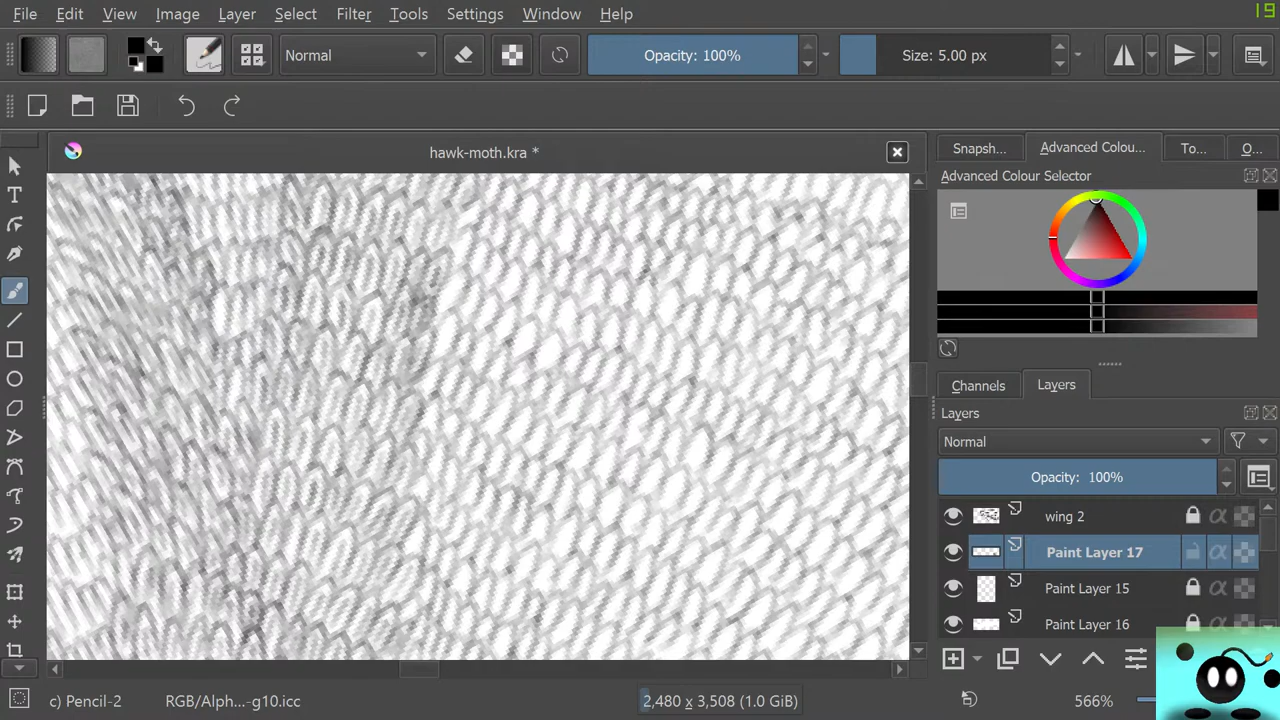 File Edit View Image Layer Select Filter Tools Settings Window Help
19
Normal
Opacity: 100%
Size: 5.00 px
hawk-moth.kra *
Snapsh...
Advanced Colou...
To...
O...
Advanced Colour Selector
Channels
Layers
Layers
Normal
Opacity: 100%
wing 2
Paint Layer 17
Paint Layer 15
Paint Layer 16
c) Pencil-2
RGB/Alph...-g10.icc
2,480 x 3,508 (1.0 GiB)
566%